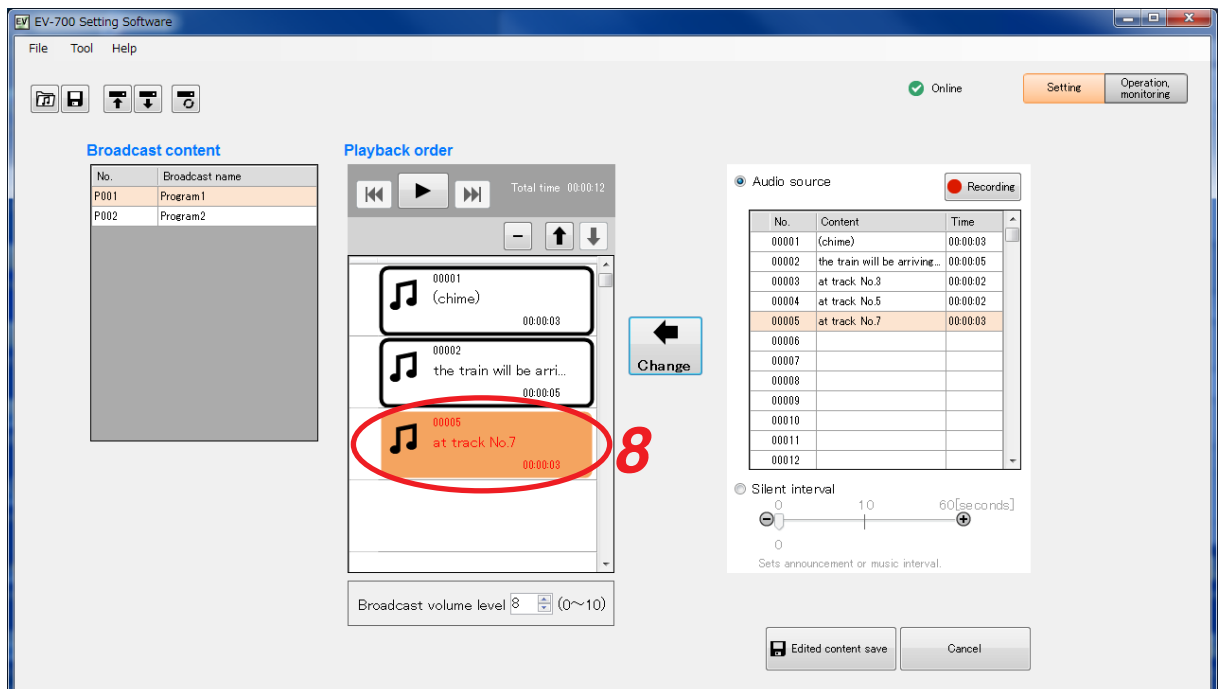 EV EV-700 Setting Software
File Tool Help
Online
Setting
Operation,
monitoring
Broadcast content
No. Broadcast name
P001 Program1
P002 Program2
Playback order
Total time 00:00:12
00001
(chime)
00:00:03
00002
the train will be arri...
00:00:05
00005
at track No.7
00:00:03
8
Broadcast volume level 8 (0～10)
Change
Audio source
Recording
No. Content Time
00001 (chime) 00:00:03
00002 the train will be arriving... 00:00:05
00003 at track No.3 00:00:02
00004 at track No.5 00:00:02
00005 at track No.7 00:00:03
00006
00007
00008
00009
00010
00011
00012
Silent interval
0 10 60[seconds]
0
Sets announcement or music interval.
Edited content save
Cancel